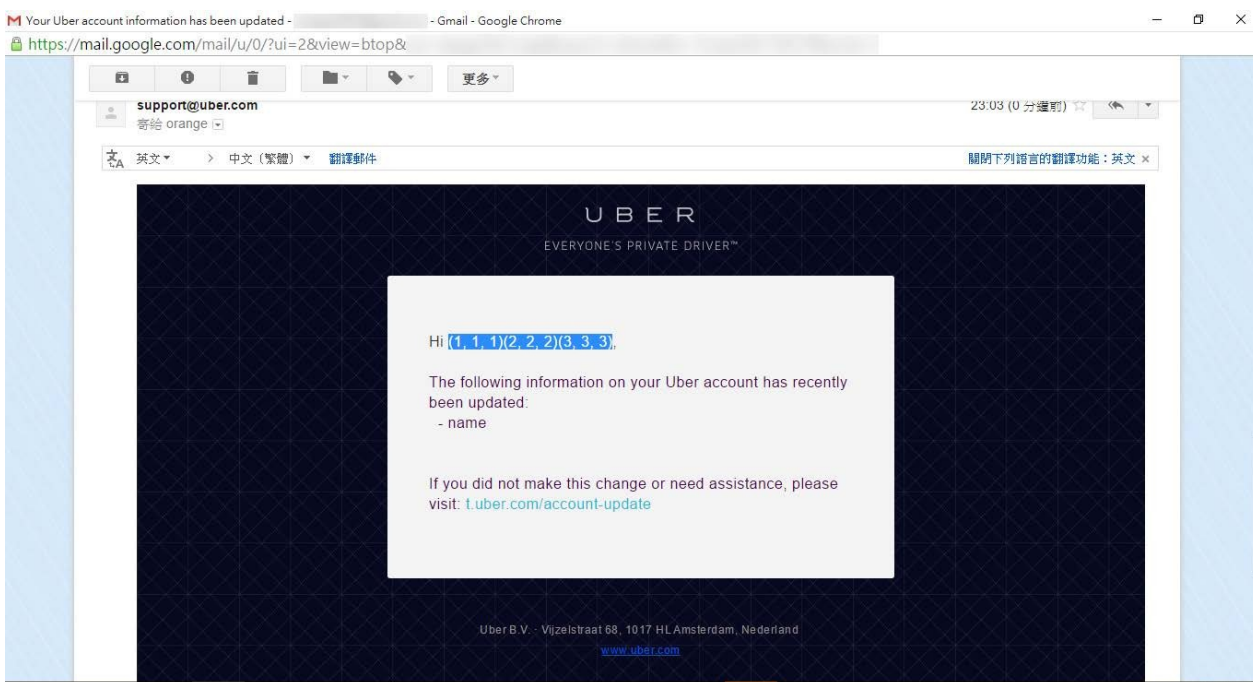 Your Uber account information has been updated - - Gmail - Google Chrome
https://mail.google.com/mail/u/0/?ui=2&view=btop&
更多
support@uber.com 23:03 (0 分鐘前)
寄給 orange
英文 > 中文（繁體） 翻譯郵件 關閉下列語言的翻譯功能：英文 ×
UBER
EVERYONE'S PRIVATE DRIVER™
Hi (1, 1, 1)(2, 2, 2)(3, 3, 3),
The following information on your Uber account has recently
been updated:
- name
If you did not make this change or need assistance, please
visit: t.uber.com/account-update
Uber B.V. - Vijzelstraat 68, 1017 HL Amsterdam, Nederland
www.uber.com